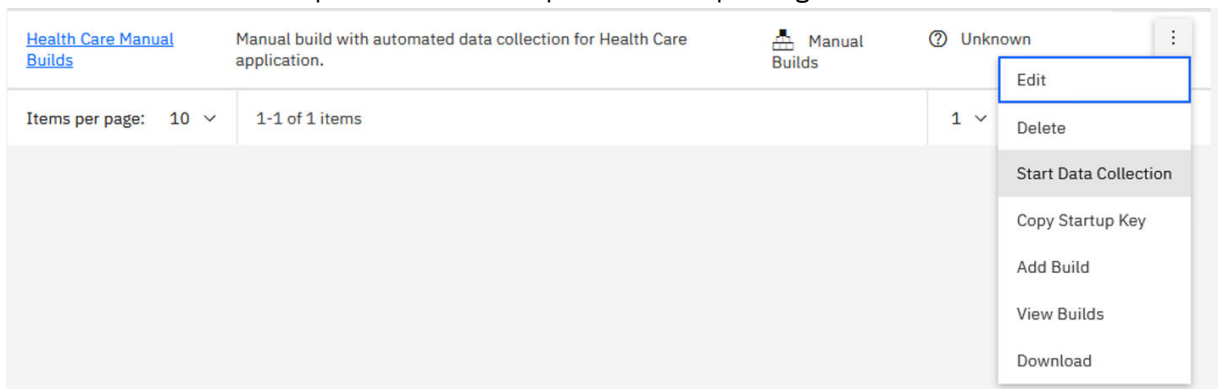 Health Care Manual
Builds
Manual build with automated data collection for Health Care
application.
Manual
Builds
Unknown
Items per page: 10
1-1 of 1 items
1
Edit
Delete
Start Data Collection
Copy Startup Key
Add Build
View Builds
Download